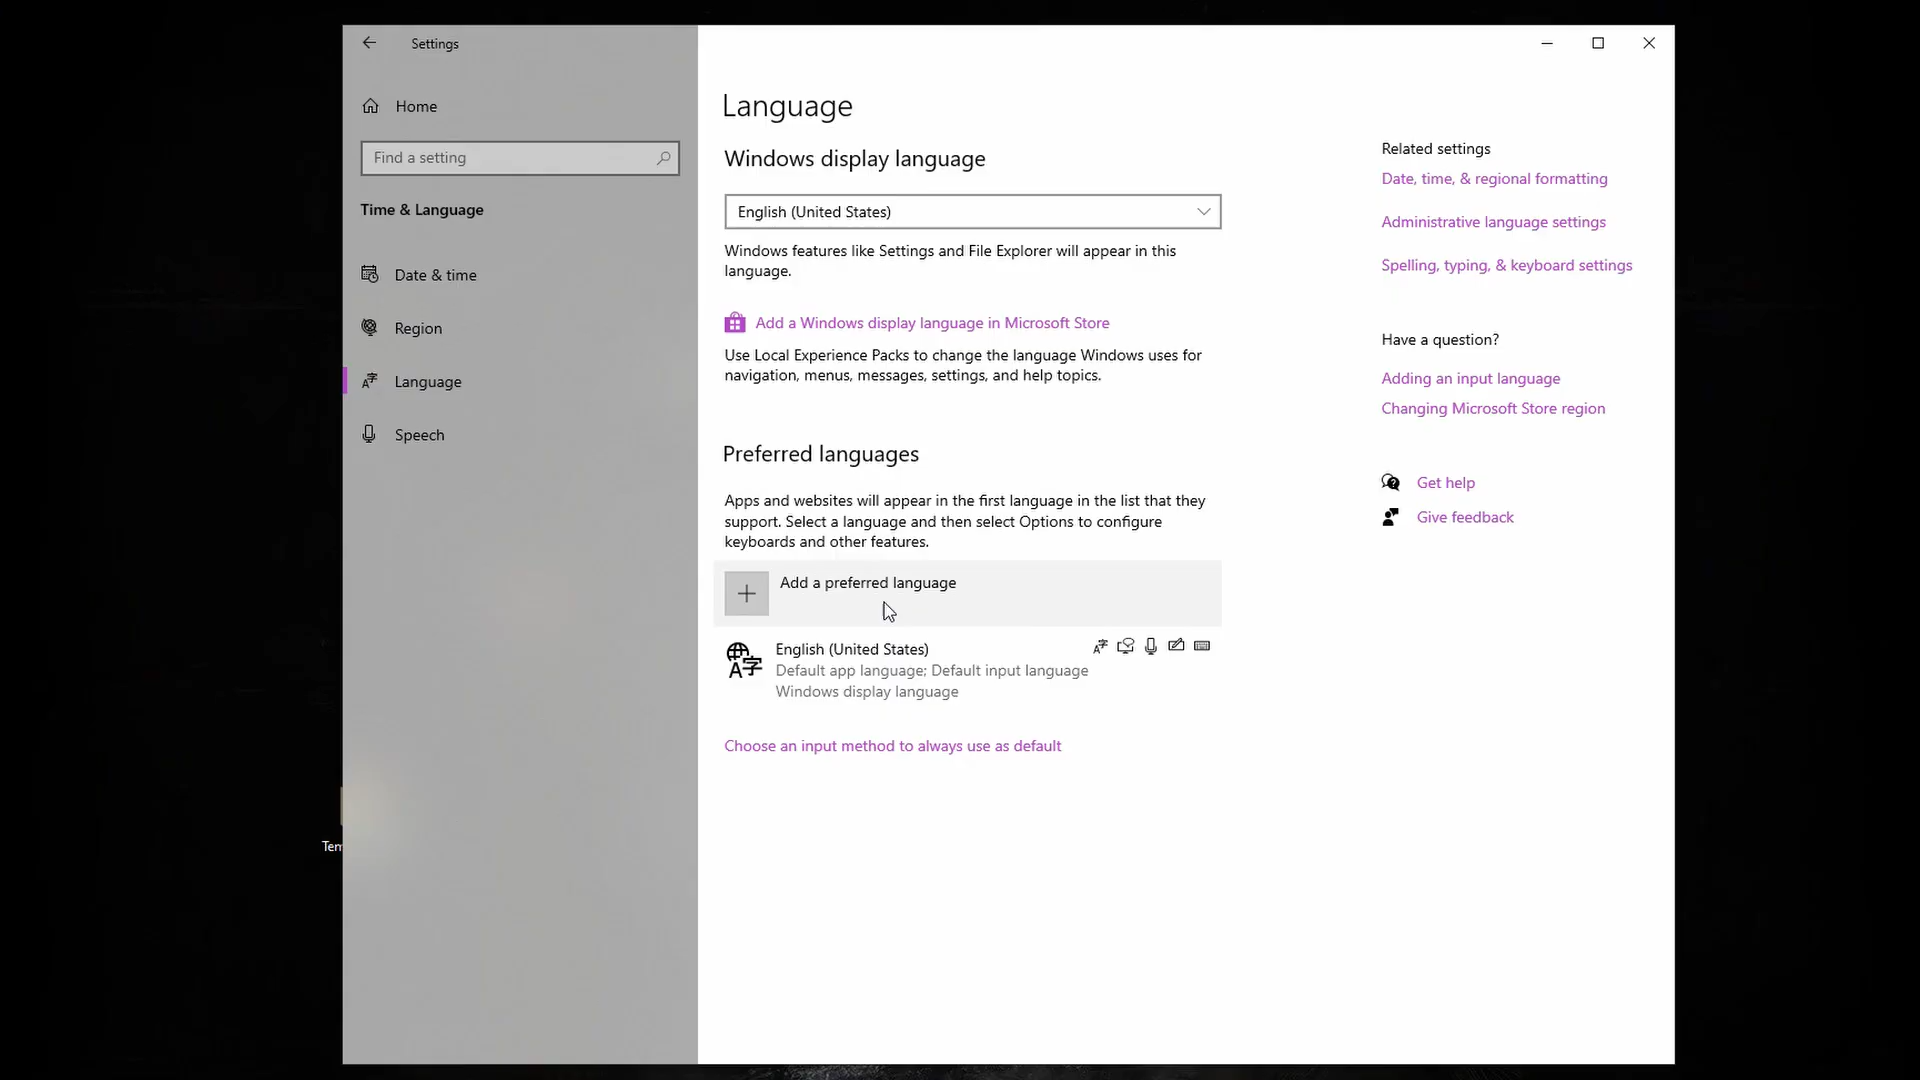 Settings
Home
Find a setting
Time & Language
Date & time
Region
Language
Speech
Language
Windows display language
English (United States)
Windows features like Settings and File Explorer will appear in this
language.
Add a Windows display language in Microsoft Store
Use Local Experience Packs to change the language Windows uses for
navigation, menus, messages, settings, and help topics.
Preferred languages
Apps and websites will appear in the first language in the list that they
support. Select a language and then select Options to configure
keyboards and other features.
Add a preferred language
English (United States)
Default app language; Default input language
Windows display language
Choose an input method to always use as default
Related settings
Date, time, & regional formatting
Administrative language settings
Spelling, typing, & keyboard settings
Have a question?
Adding an input language
Changing Microsoft Store region
Get help
Give feedback